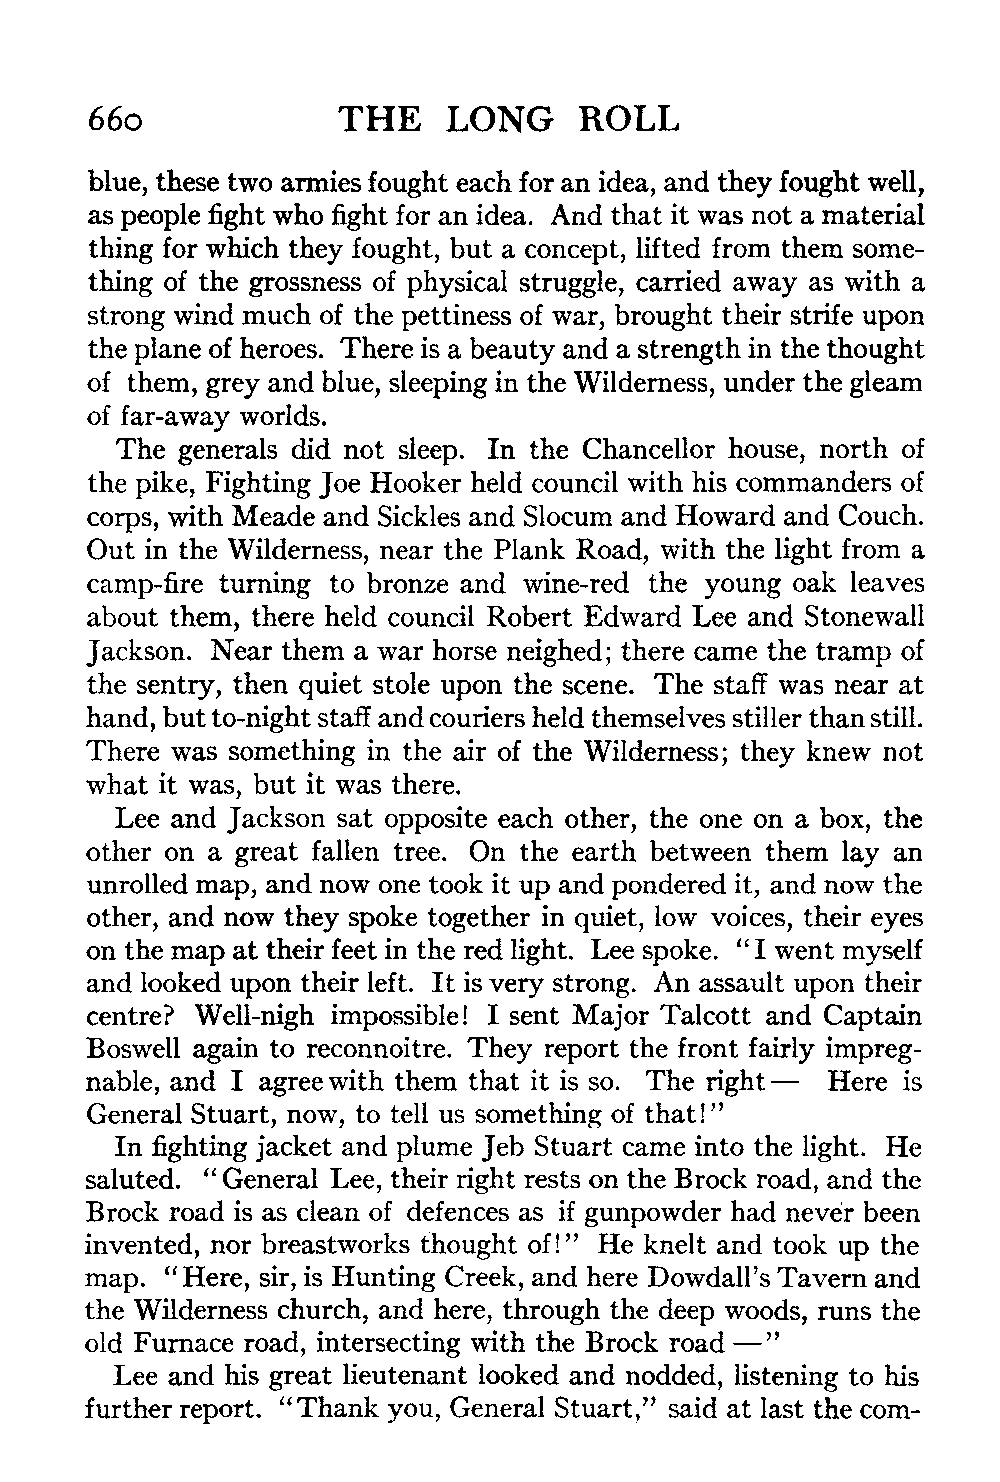 660 THE LONG ROLL
blue, these two armies fought each for an idea, and they fought well,
as people fight who fight for an idea. And that it was not a material
thing for which they fought, but a concept, lifted from them some-
thing of the grossness of physical struggle, carried away as with a
strong wind much of the pettiness of war, brought their strife upon
the plane of heroes. There is a beauty and a strength in the thought
of them, grey and blue, sleeping in the Wilderness, under the gleam
of far-away worlds.
The generals did not sleep. In the Chancellor house, north of
the pike, Fighting Joe Hooker held council with his commanders of
corps, with Meade and Sickles and Slocum and Howard and Couch.
Out in the Wilderness, near the Plank Road, with the light from a
camp-fire turning to bronze and wine-red the young oak leaves
about them, there held council Robert Edward Lee and Stonewall
Jackson. Near them a war horse neighed; there came the tramp of
the sentry, then quiet stole upon the scene. The staff was near at
hand, but to-night staff and couriers held themselves stiller than still.
There was something in the air of the Wilderness; they knew not
what it was, but it was there.
Lee and Jackson sat opposite each other, the one on a box, the
other on a great fallen tree. On the earth between them lay an
unrolled map, and now one took it up and pondered it, and now the
other, and now they spoke together in quiet, low voices, their eyes
on the map at their feet in the red light. Lee spoke. "I went myself
and looked upon their left. It is very strong. An assault upon their
centre? Well-nigh impossible! I sent Major Talcott and Captain
Boswell again to reconnoitre. They report the front fairly impreg-
nable, and I agree with them that it is so. The right— Here is
General Stuart, now, to tell us something of that!"
In fighting jacket and plume Jeb Stuart came into the light. He
saluted. "General Lee, their right rests on the Brock road, and the
Brock road is as clean of defences as if gunpowder had never been
invented, nor breastworks thought of!" He knelt and took up the
map. "Here, sir, is Hunting Creek, and here Dowdall's Tavern and
the Wilderness church, and here, through the deep woods, runs the
old Furnace road, intersecting with the Brock road —"
Lee and his great lieutenant looked and nodded, listening to his
further report. "Thank you, General Stuart," said at last the com-